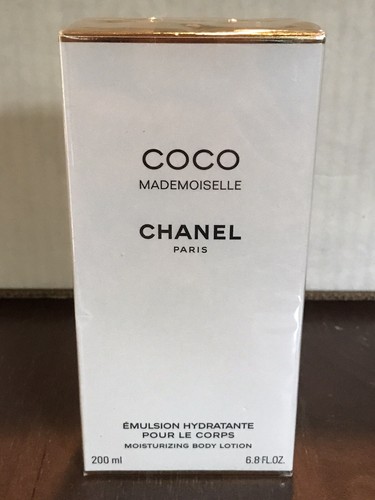 COCO
MADEMOISELLE
CHANEL
PARIS
ÉMULSION HYDRATANTE
POUR LE CORPS
MOISTURIZING BODY LOTION
200 ml 6.8 FL.OZ.